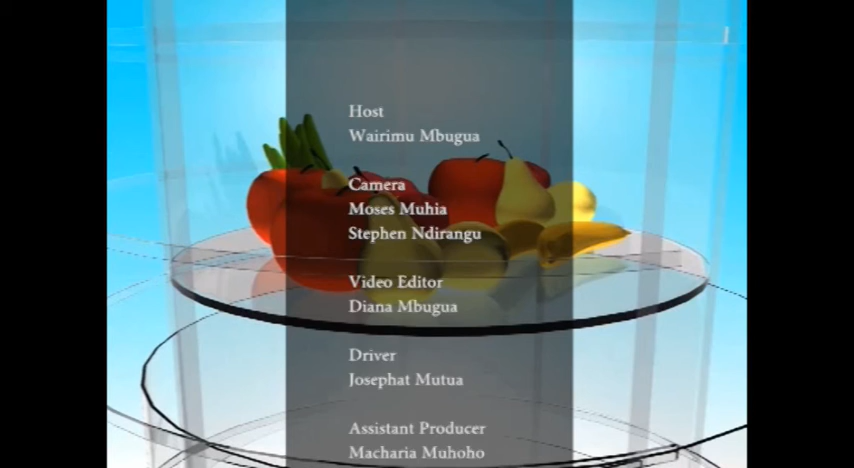 Host
Wairimu Mbugua
Camera
Moses Muhia
Stephen Ndirangu
Video Editor
Diana Mbugua
Driver
Josephat Mutua
Assistant Producer
Macharia Muhoho